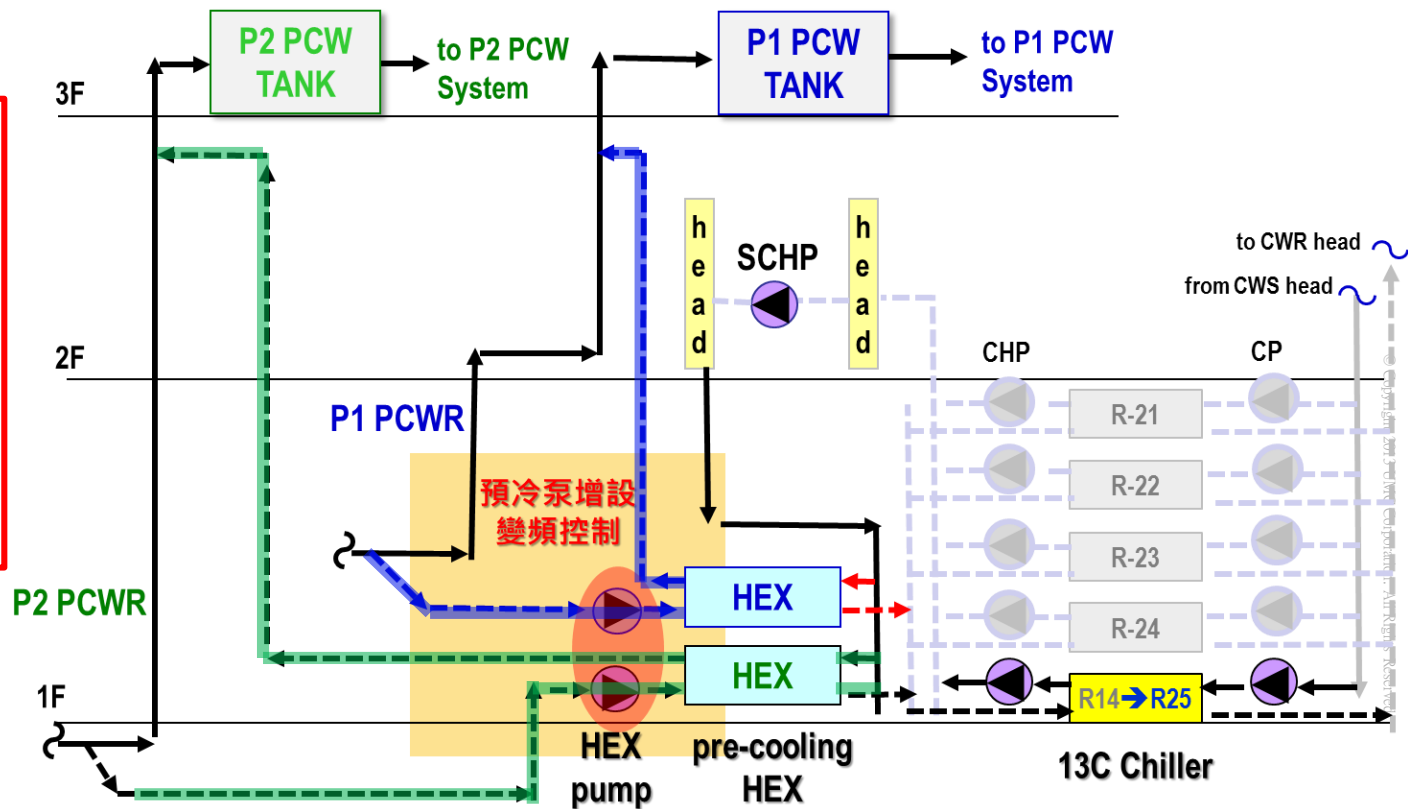 P2 PCW
TANK
to P2 PCW
System
P1 PCW
TANK
to P1 PCW
System
3F
head
SCHP
head
to CWR head
from CWS head
2F
CHP
CP
P1 PCWR
R-21
預冷泵增設
變頻控制
R-22
R-23
HEX
P2 PCWR
R-24
HEX
1F
R14➔R25
HEX
pump
pre-cooling
HEX
13C Chiller